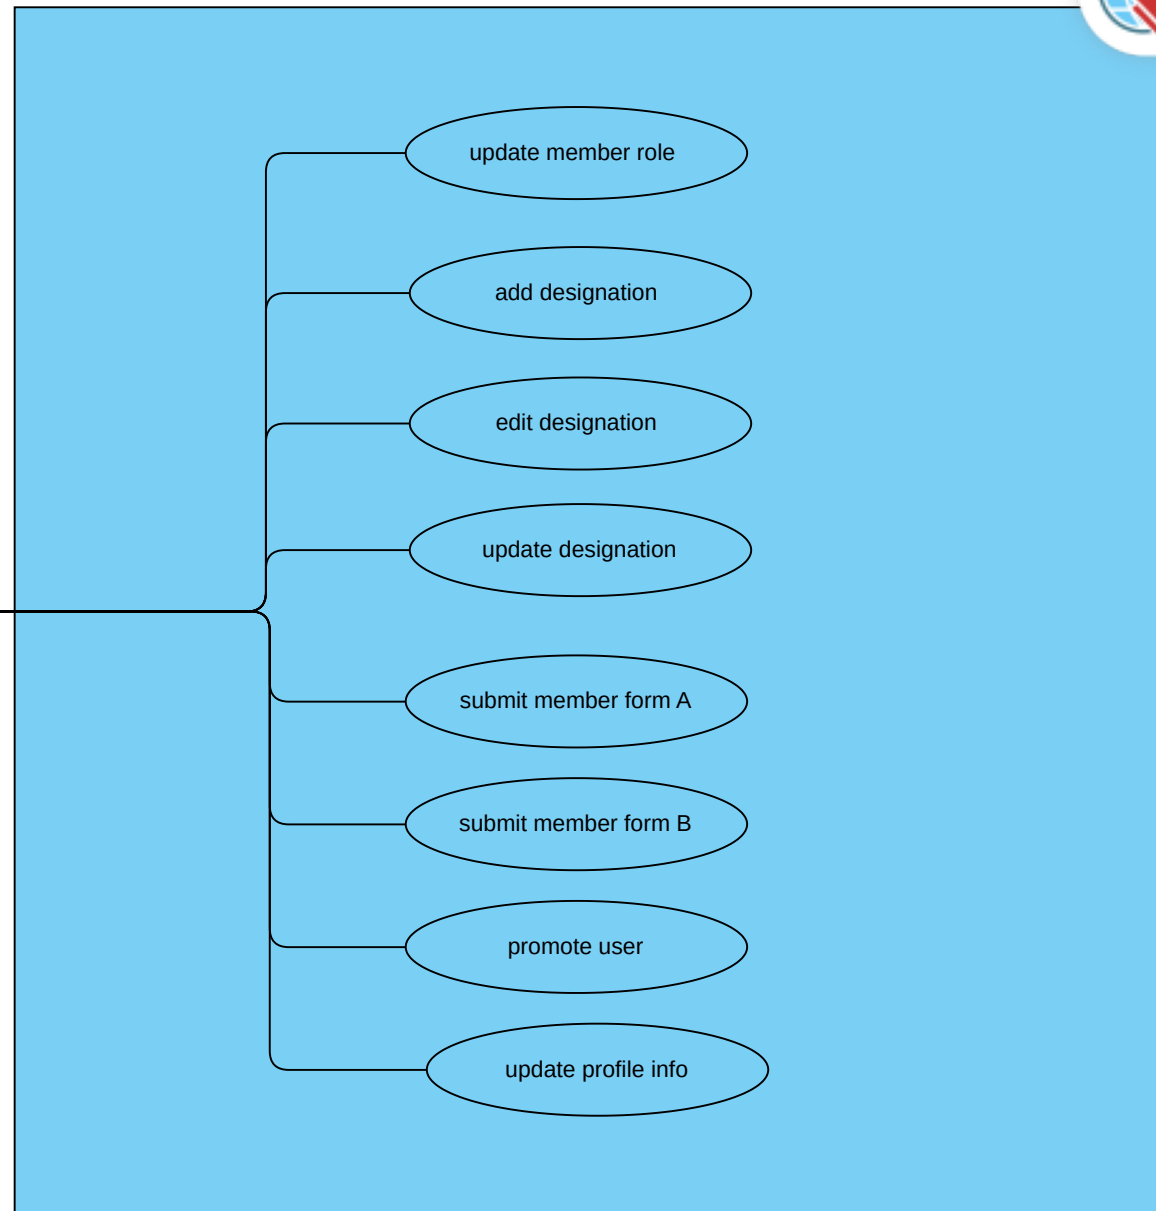 update member role
add designation
edit designation
update designation
submit member form A
submit member form B
promote user
update profile info